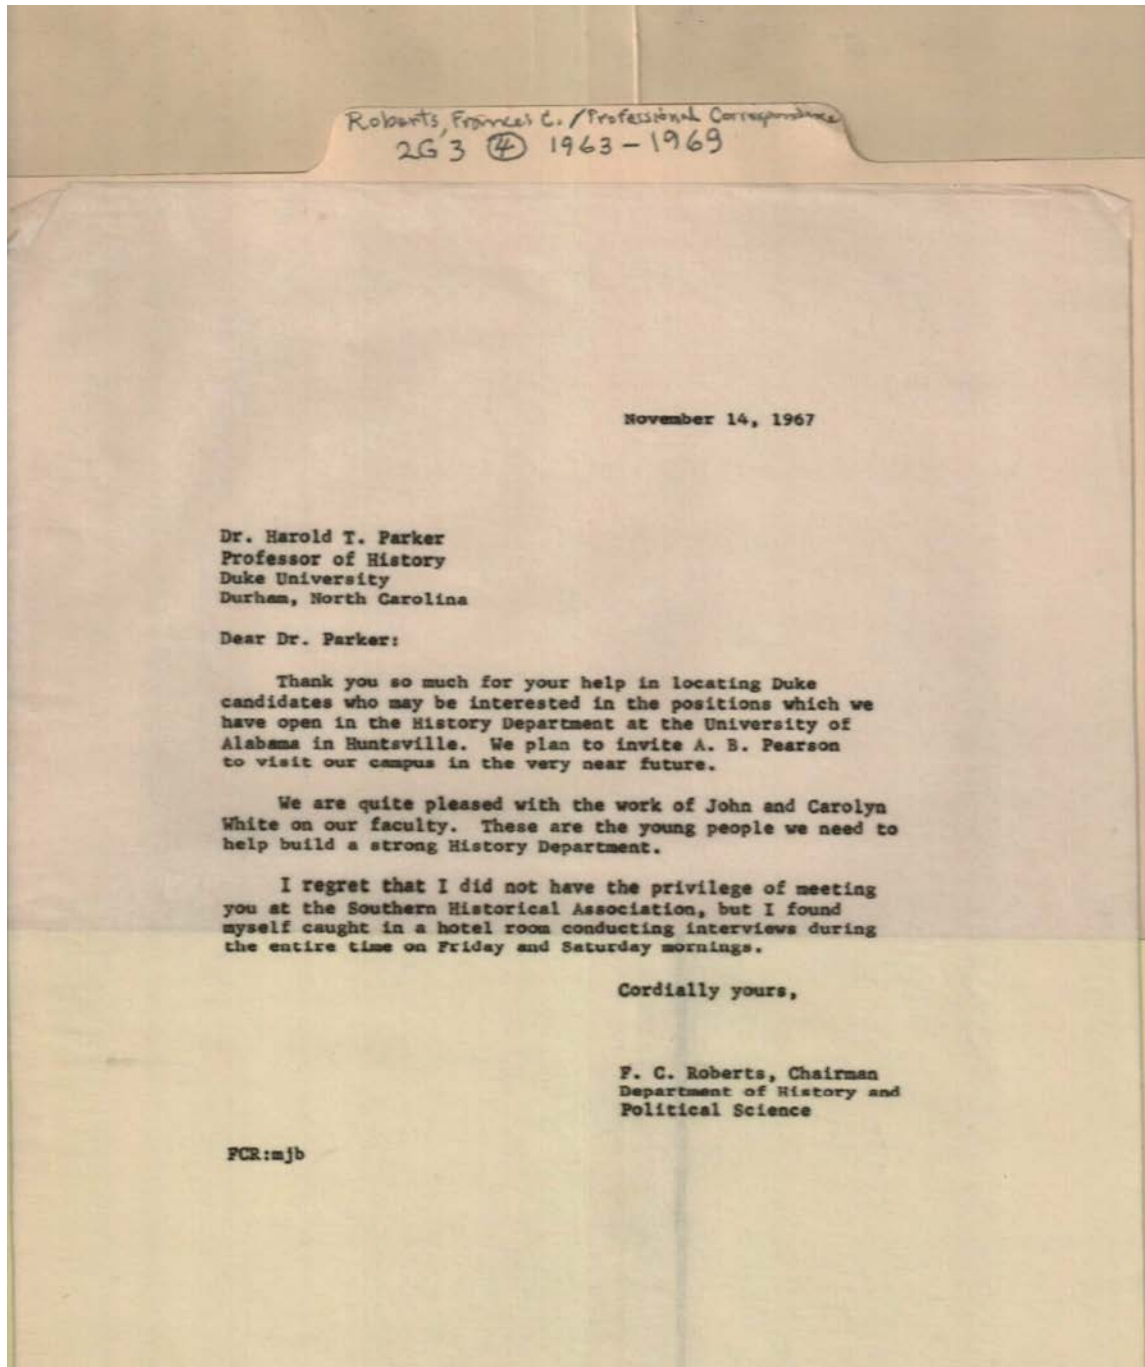 Roberts, Frances C. / Professional Correspondence
2G3 ④ 1963-1969
November 14, 1967
Dr. Harold T. Parker
Professor of History
Duke University
Durham, North Carolina
Dear Dr. Parker:
Thank you so much for your help in locating Duke
candidates who may be interested in the positions which we
have open in the History Department at the University of
Alabama in Huntsville. We plan to invite A. B. Pearson
to visit our campus in the very near future.
We are quite pleased with the work of John and Carolyn
White on our faculty. These are the young people we need to
help build a strong History Department.
I regret that I did not have the privilege of meeting
you at the Southern Historical Association, but I found
myself caught in a hotel room conducting interviews during
the entire time on Friday and Saturday mornings.
Cordially yours,
F. C. Roberts, Chairman
Department of History and
Political Science
FCR:mjb